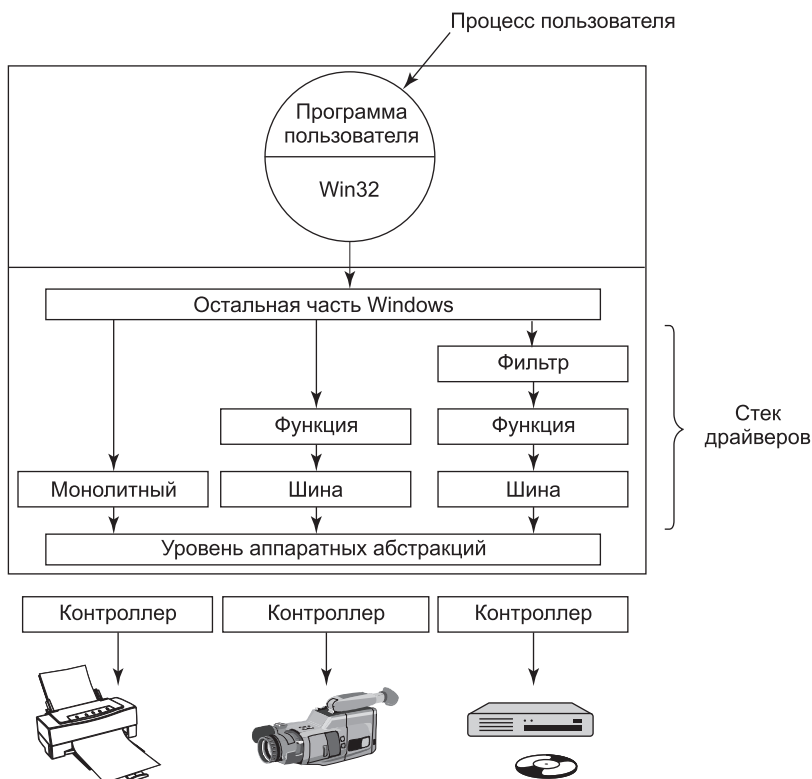 Процесс пользователя
Программа
пользователя
Win32
Остальная часть Windows
Фильтр
Функция
Функция
Стек
драйверов
Монолитный
Шина
Шина
Уровень аппаратных абстракций
Контроллер
Контроллер
Контроллер